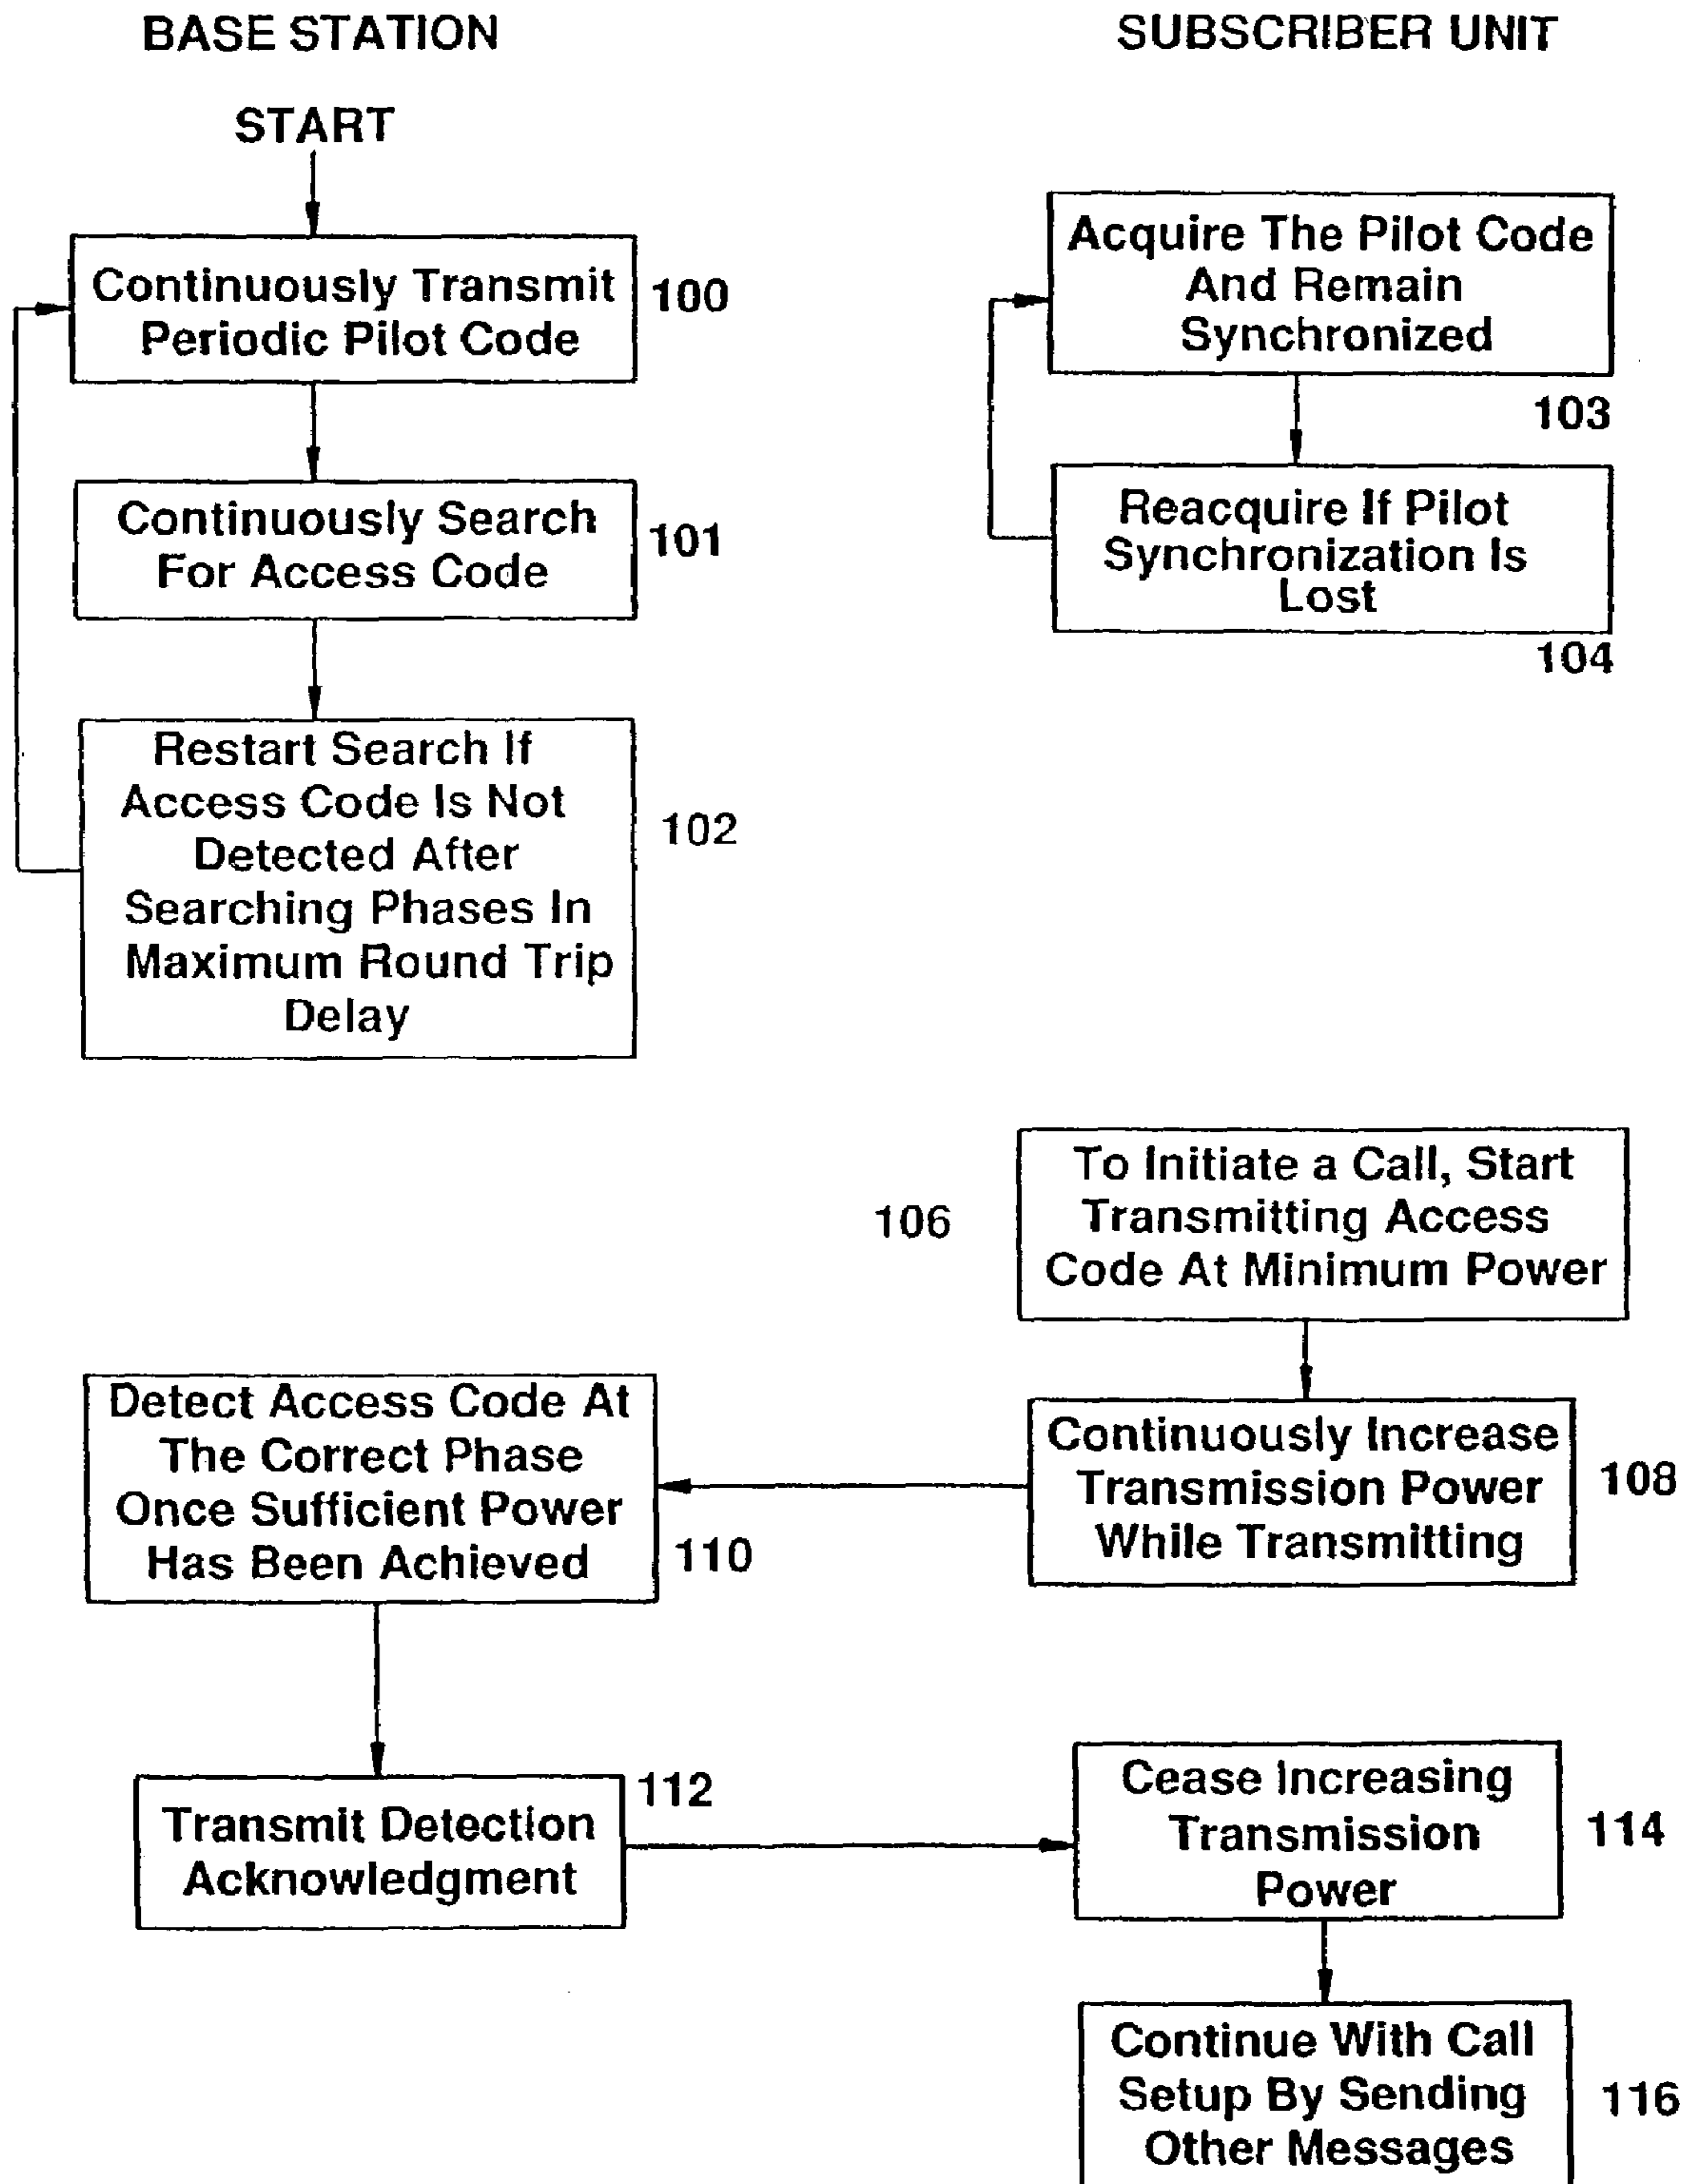 BASE STATION
SUBSCRIBER UNIT
START
Continuously Transmit
Periodic Pilot Code
100
Continuously Search
For Access Code
101
Restart Search If
Access Code Is Not
Detected After
Searching Phases In
Maximum Round Trip
Delay
102
Acquire The Pilot Code
And Remain
Synchronized
103
Reacquire If Pilot
Synchronization Is
Lost
104
106
To Initiate a Call, Start
Transmitting Access
Code At Minimum Power
Continuously Increase
Transmission Power
While Transmitting
108
Detect Access Code At
The Correct Phase
Once Sufficient Power
Has Been Achieved
110
Transmit Detection
Acknowledgment
112
Cease Increasing
Transmission
Power
114
Continue With Call
Setup By Sending
Other Messages
116